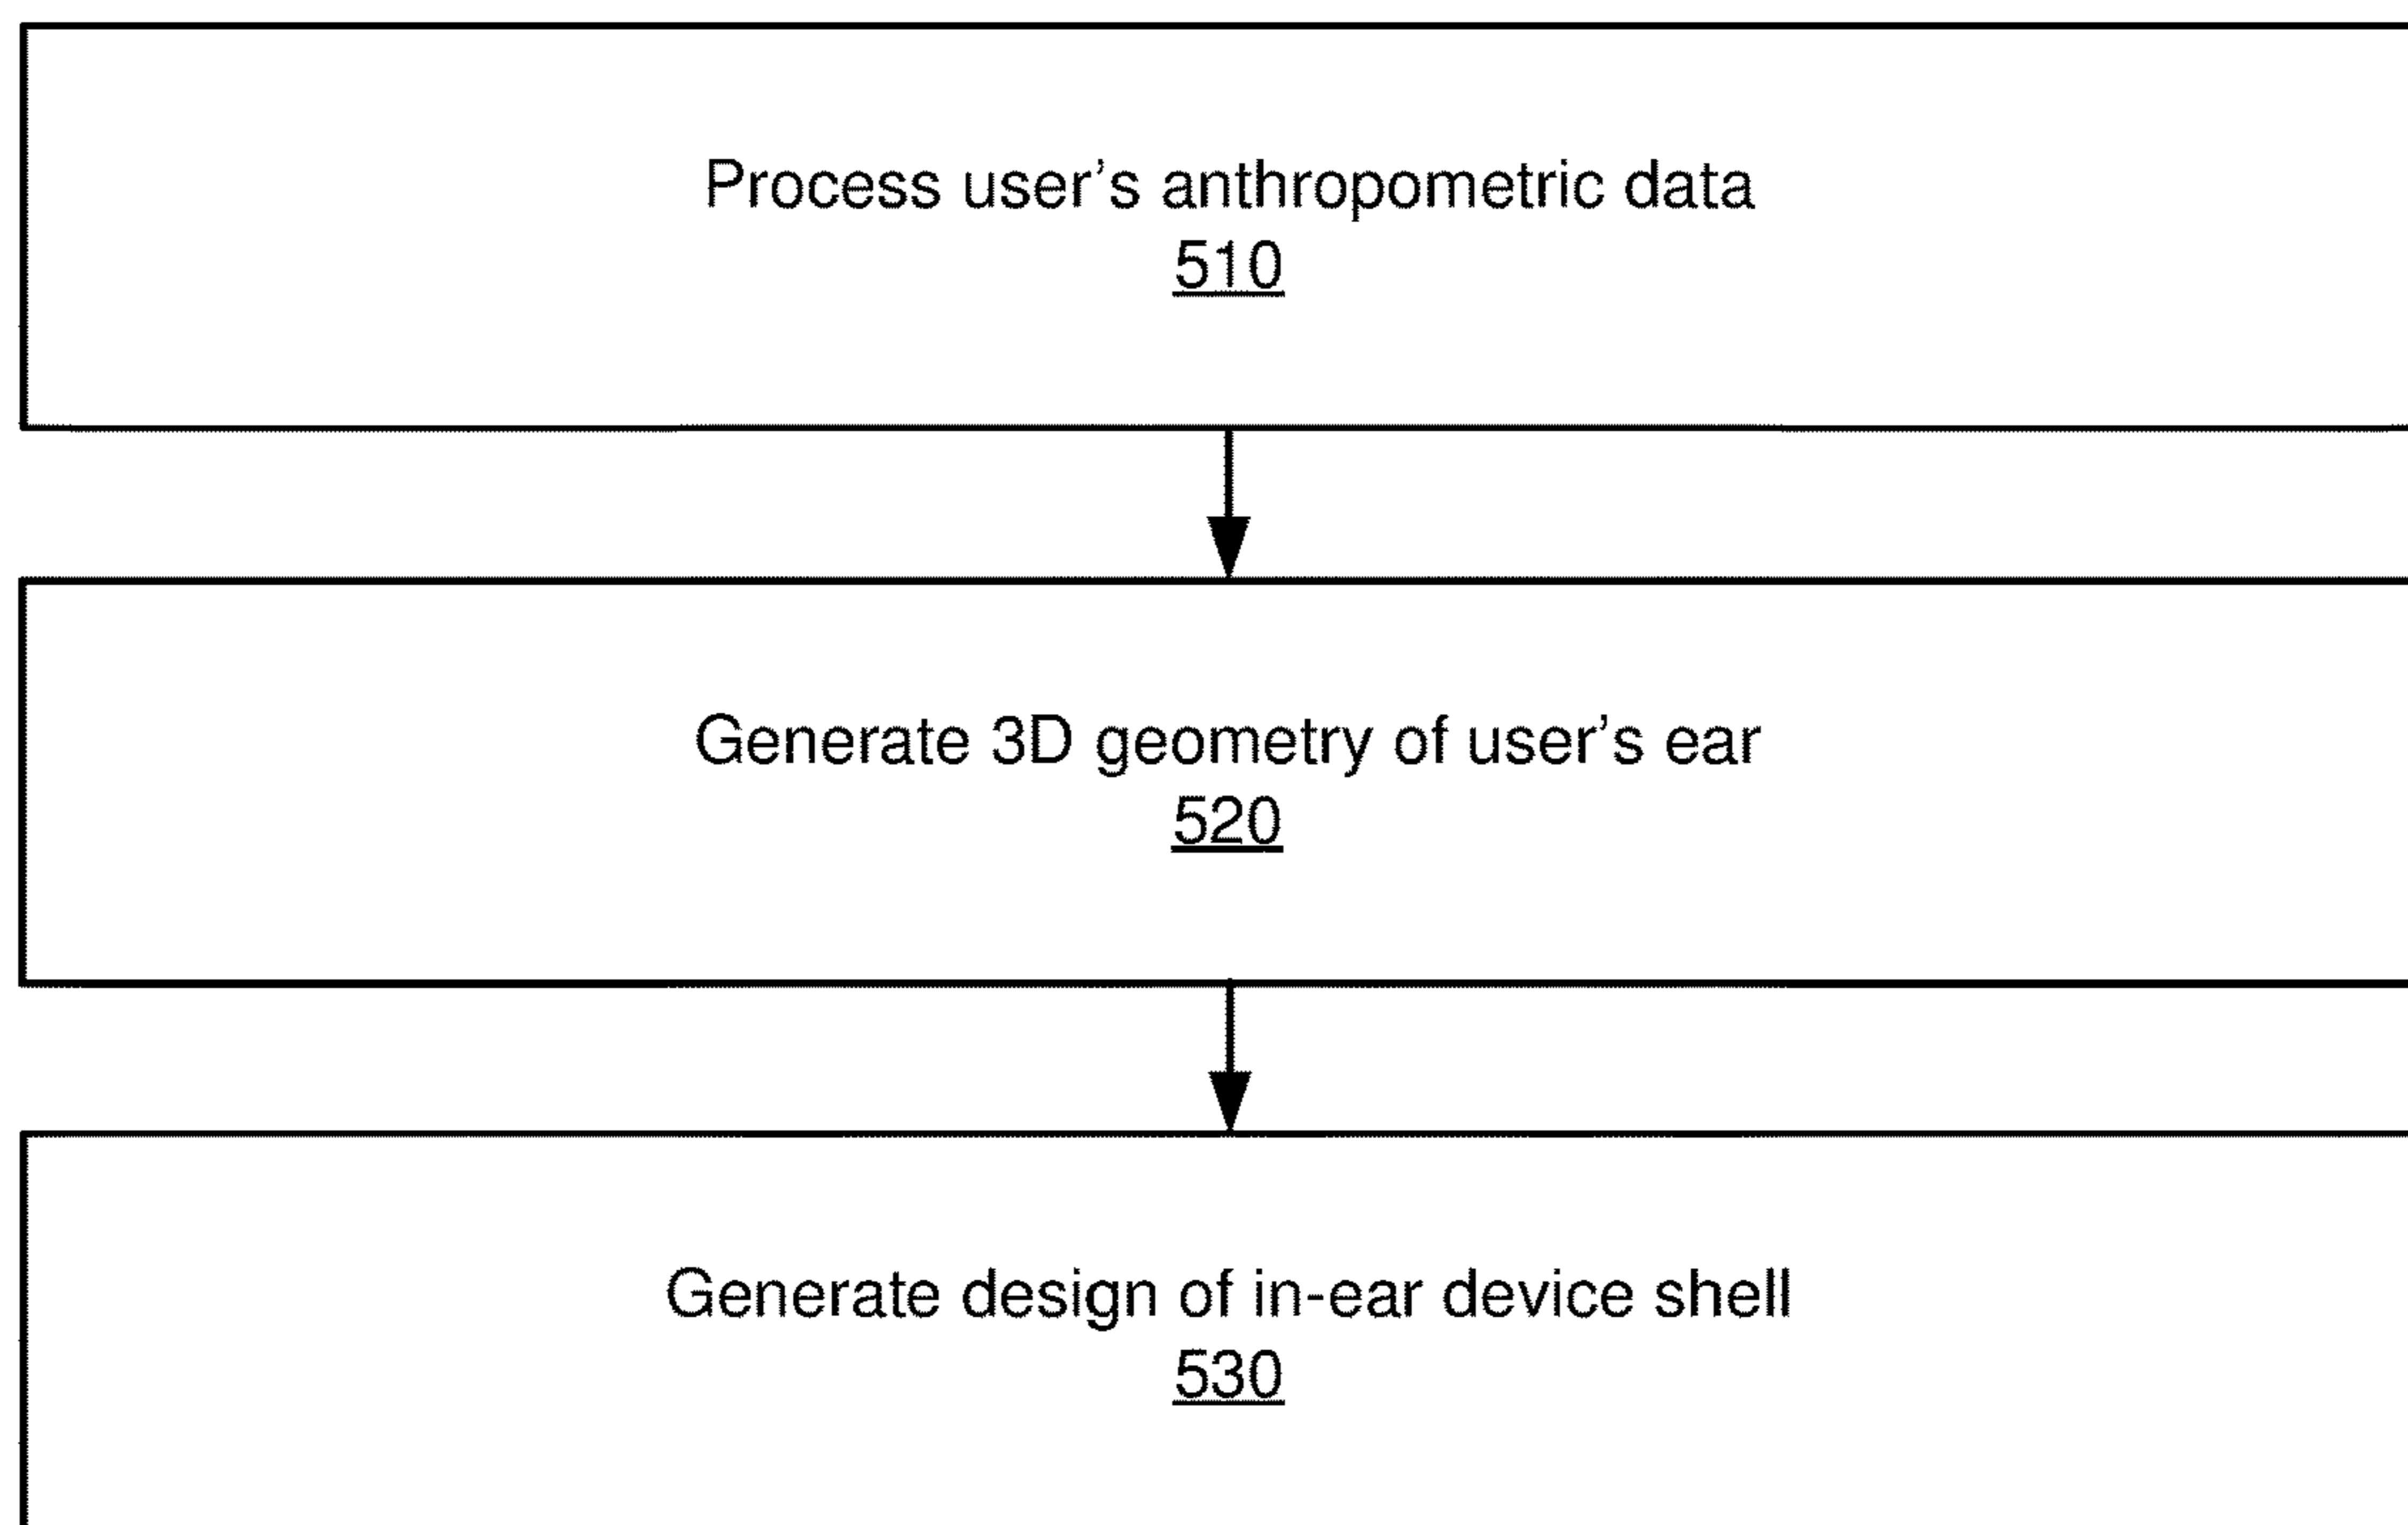 Process user's anthropometric data
510
Generate 3D geometry of user's ear
520
Generate design of in-ear device shell
530